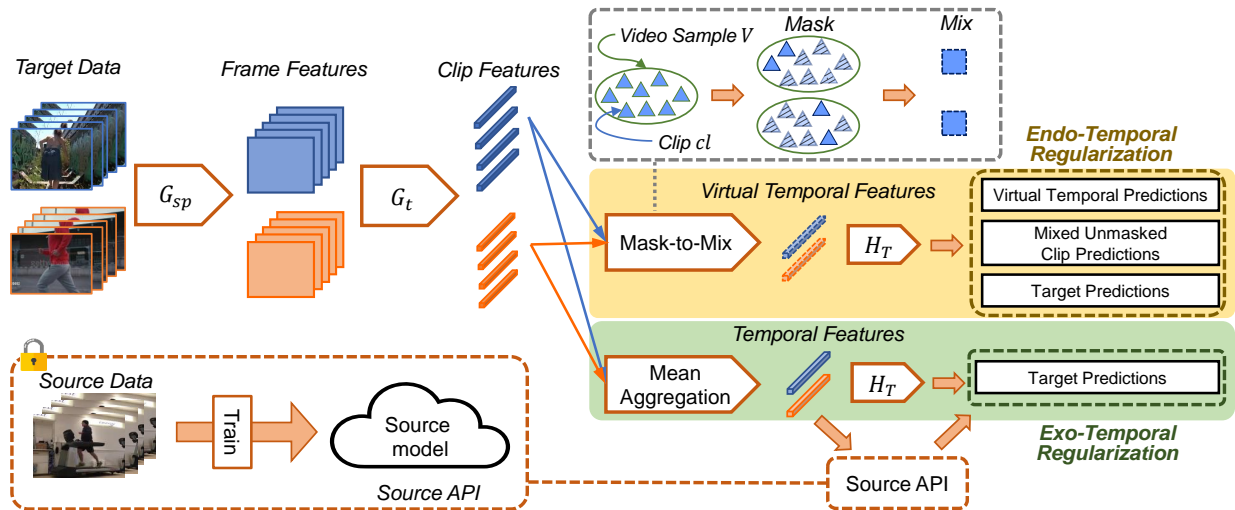 Target Data
Frame Features
Clip Features
Video Sample V
Mask
Mix
Clip cl
Endo-Temporal
Regularization
G_sp
G_t
Virtual Temporal Features
Mask-to-Mix
H_T
Virtual Temporal Predictions
Mixed Unmasked
Clip Predictions
Target Predictions
Temporal Features
Mean
Aggregation
H_T
Target Predictions
Exo-Temporal
Regularization
Source Data
Train
Source
model
Source API
Source API